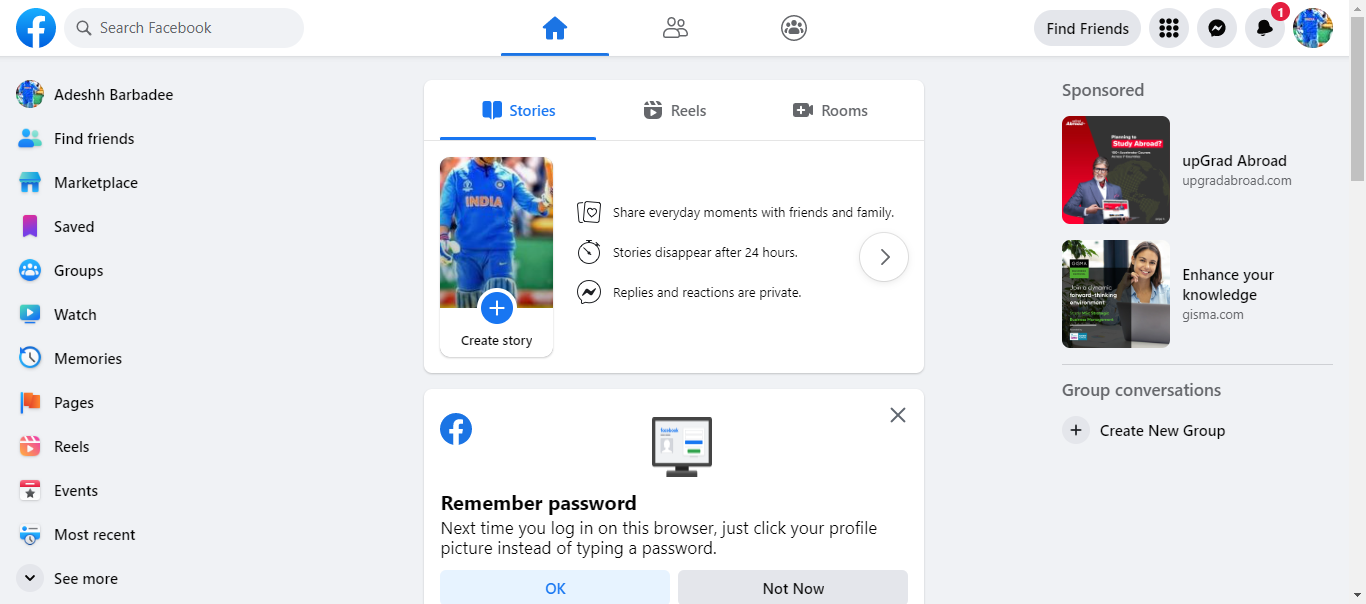 Search Facebook
Find Friends
1
Adeshh Barbadee
Find friends
Marketplace
Saved
Groups
Watch
Memories
Pages
Reels
Events
Most recent
See more
Stories
Reels
Rooms
INDIA
Create story
Share everyday moments with friends and family.
Stories disappear after 24 hours.
Replies and reactions are private.
facebook
Remember password
Next time you log in on this browser, just click your profile
picture instead of typing a password.
OK
Not Now
Sponsored
Planning to
Study Abroad?
upGrad Abroad
upgradabroad.com
GISMA
Join a dynamic
forward-thinking
environment
Enhance your
knowledge
gisma.com
Group conversations
Create New Group